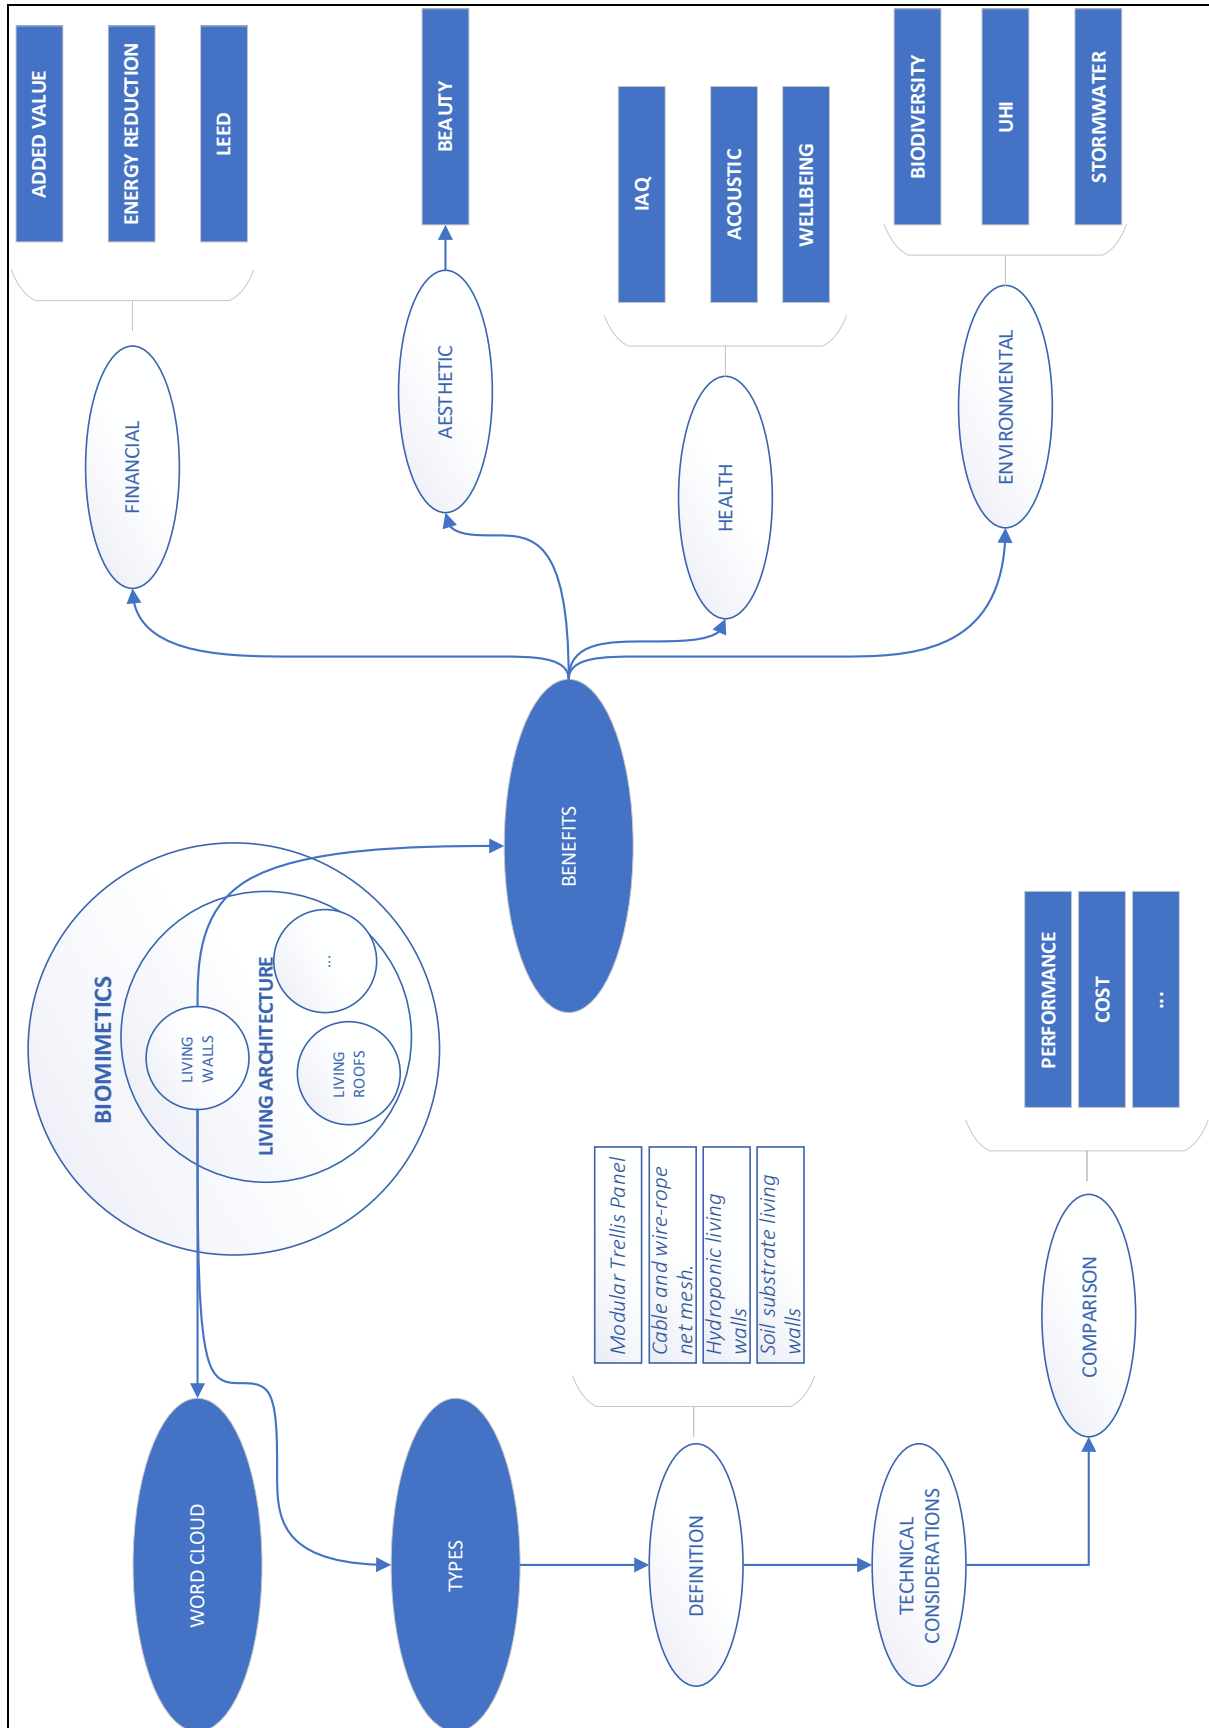 BIOMIMETICS
LIVING
WALLS
LIVING ARCHITECTURE
LIVING
ROOFS
...
WORD CLOUD
TYPES
DEFINITION
Modular Trellis Panel
Cable and wire-rope
net mesh.
Hydroponic living
walls
Soil substrate living
walls
TECHNICAL
CONSIDERATIONS
COMPARISON
PERFORMANCE
COST
...
BENEFITS
FINANCIAL
ADDED VALUE
ENERGY REDUCTION
LEED
AESTHETIC
BEAUTY
HEALTH
IAQ
ACOUSTIC
WELLBEING
ENVIRONMENTAL
BIODIVERSITY
UHI
STORMWATER